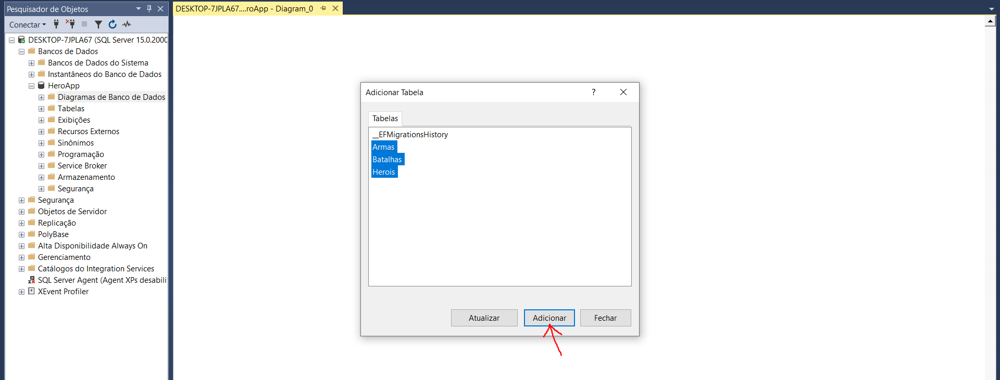 Pesquisador de Objetos
Conectar
DESKTOP-7JPLA67 (SQL Server 15.0.2000
Bancos de Dados
Bancos de Dados do Sistema
Instantâneos do Banco de Dados
HeroApp
Diagramas de Banco de Dados
Tabelas
Exibições
Recursos Externos
Sinônimos
Programação
Service Broker
Armazenamento
Segurança
Segurança
Objetos de Servidor
Replicação
PolyBase
Alta Disponibilidade Always On
Gerenciamento
Catálogos do Integration Services
SQL Server Agent (Agent XPs desabili
XEvent Profiler
DESKTOP-7JPLA67....roApp - Diagram_0
Adicionar Tabela
?
Tabelas
__EFMigrationsHistory
Armas
Batalhas
Herois
Atualizar Adicionar Fechar